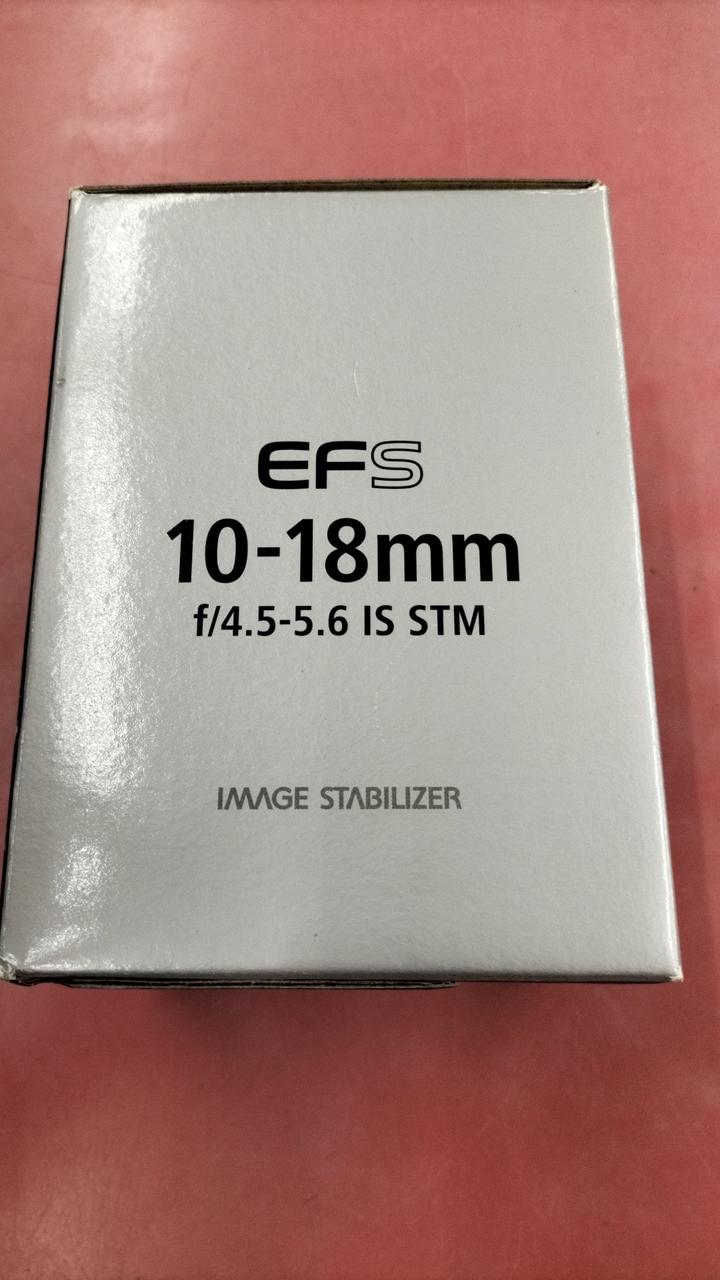 EFS
10-18mm
f/4.5-5.6 IS STM
IMAGE STABILIZER